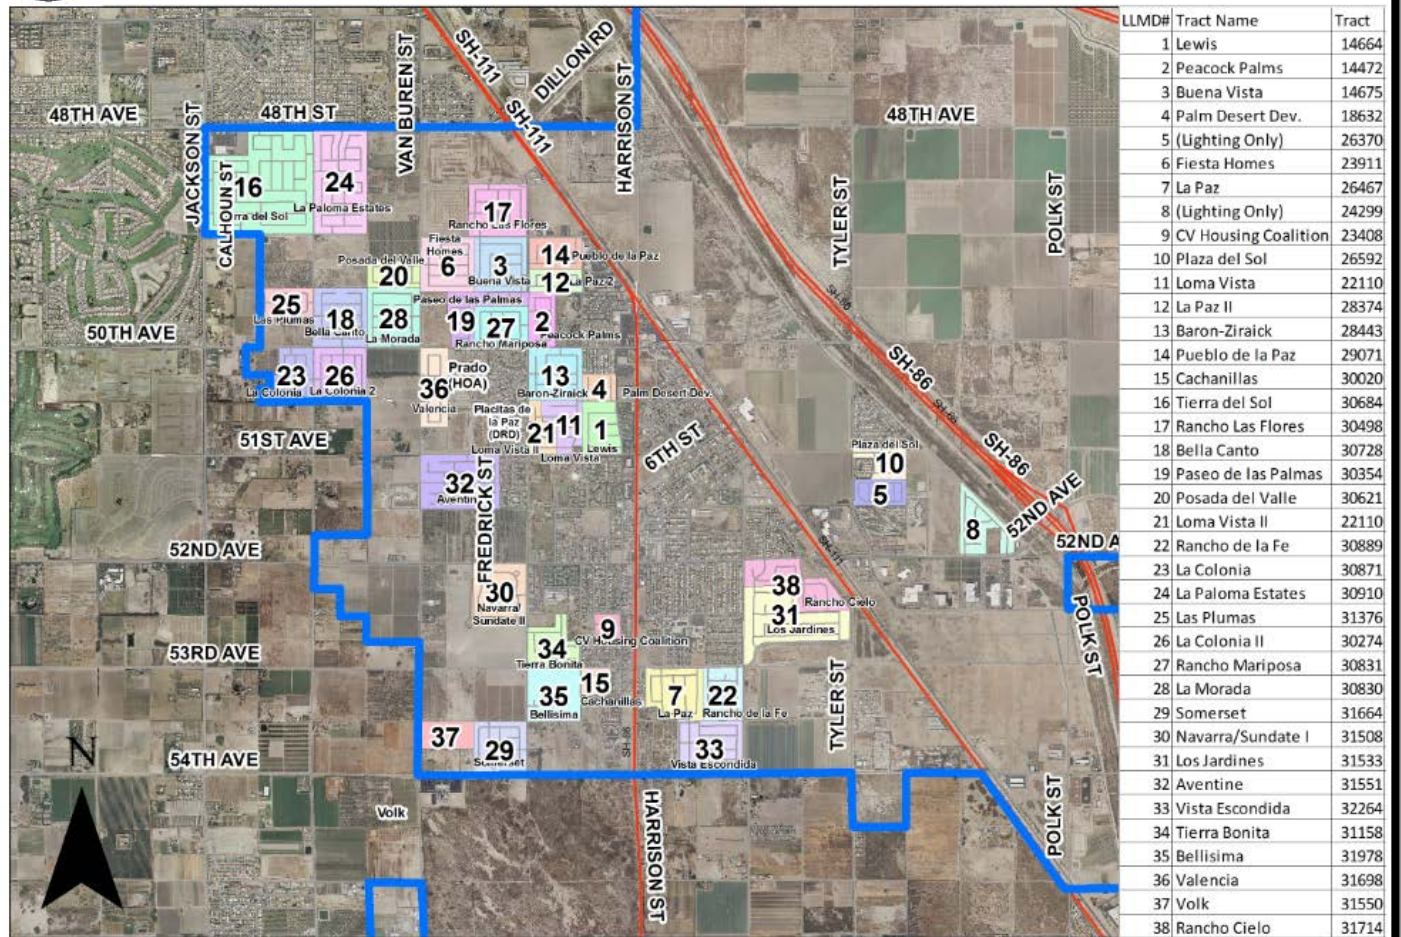 48TH AVE
48TH ST
JACKSON ST
CALHOUN ST
VAN BUREN ST
SH-111
SH-111
DILLON RD
HARRISON ST
48TH AVE
TYLER ST
POLK ST
16
rra del Sol
24
La Paloma Estates
17
Rancho Las Flores
Fiesta
Homes
6
3
Buena Vista
14
Pueblo de la Paz
12
La Paz 2
Posada del Valle
20
Paseo de las Palmas
25
Las Plumas
18
Bella Canto
28
La Morada
19
27
Rancho Mariposa
2
Peacock Palms
50TH AVE
23
La Colonia
26
La Colonia 2
36
Valencia
Prado
(HOA)
13
Baron-Ziraick
4
Palm Desert Dev.
Placitas de
la Paz
(DRD)
21
Loma Vista II
11
Loma Vista
1
Lewis
51ST AVE
6TH ST
SH-86
SH-86
SH-86
SH-86
Plaza del Sol
10
5
8
52ND AVE
52ND A
32
Aventin
FREDRICK ST
52ND AVE
SH-111
30
Navarra/
Sundate II
38
Rancho Cielo
31
Los Jardines
POLK ST
9
CV Housing Coalition
34
Tierra Bonita
53RD AVE
35
Bellisima
15
Cachanillas
7
La Paz
22
Rancho de la Fe
TYLER ST
37
29
Somerset
SH-86
33
Vista Escondida
N
54TH AVE
Volk
HARRISON ST
POLK ST
LLMD# Tract Name Tract
1 Lewis 14664
2 Peacock Palms 14472
3 Buena Vista 14675
4 Palm Desert Dev. 18632
5 (Lighting Only) 26370
6 Fiesta Homes 23911
7 La Paz 26467
8 (Lighting Only) 24299
9 CV Housing Coalition 23408
10 Plaza del Sol 26592
11 Loma Vista 22110
12 La Paz II 28374
13 Baron-Ziraick 28443
14 Pueblo de la Paz 29071
15 Cachanillas 30020
16 Tierra del Sol 30684
17 Rancho Las Flores 30498
18 Bella Canto 30728
19 Paseo de las Palmas 30354
20 Posada del Valle 30621
21 Loma Vista II 22110
22 Rancho de la Fe 30889
23 La Colonia 30871
24 La Paloma Estates 30910
25 Las Plumas 31376
26 La Colonia II 30274
27 Rancho Mariposa 30831
28 La Morada 30830
29 Somerset 31664
30 Navarra/Sundate I 31508
31 Los Jardines 31533
32 Aventine 31551
33 Vista Escondida 32264
34 Tierra Bonita 31158
35 Bellisima 31978
36 Valencia 31698
37 Volk 31550
38 Rancho Cielo 31714